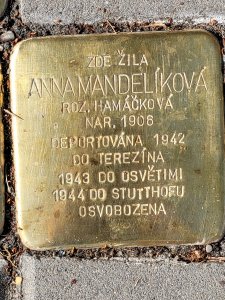 ZDE ŽILA
ANNA MANDELÍKOVÁ
ROZ. HAMÁČKOVÁ
NAR. 1906
DEPORTOVÁNA 1942
DO TEREZÍNA
1943 DO OSVĚTIMI
1944 DO STUTTHOFU
OSVOBOZENA